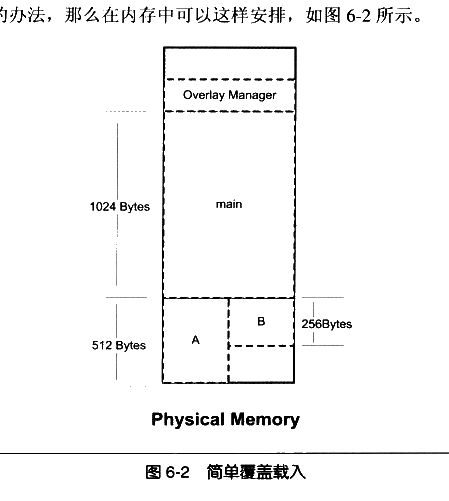 的办法，那么在内存中可以这样安排，如图 6-2 所示。
Overlay Manager
1024 Bytes
main
B
256Bytes
A
512 Bytes
Physical Memory
图 6-2 简单覆盖载入